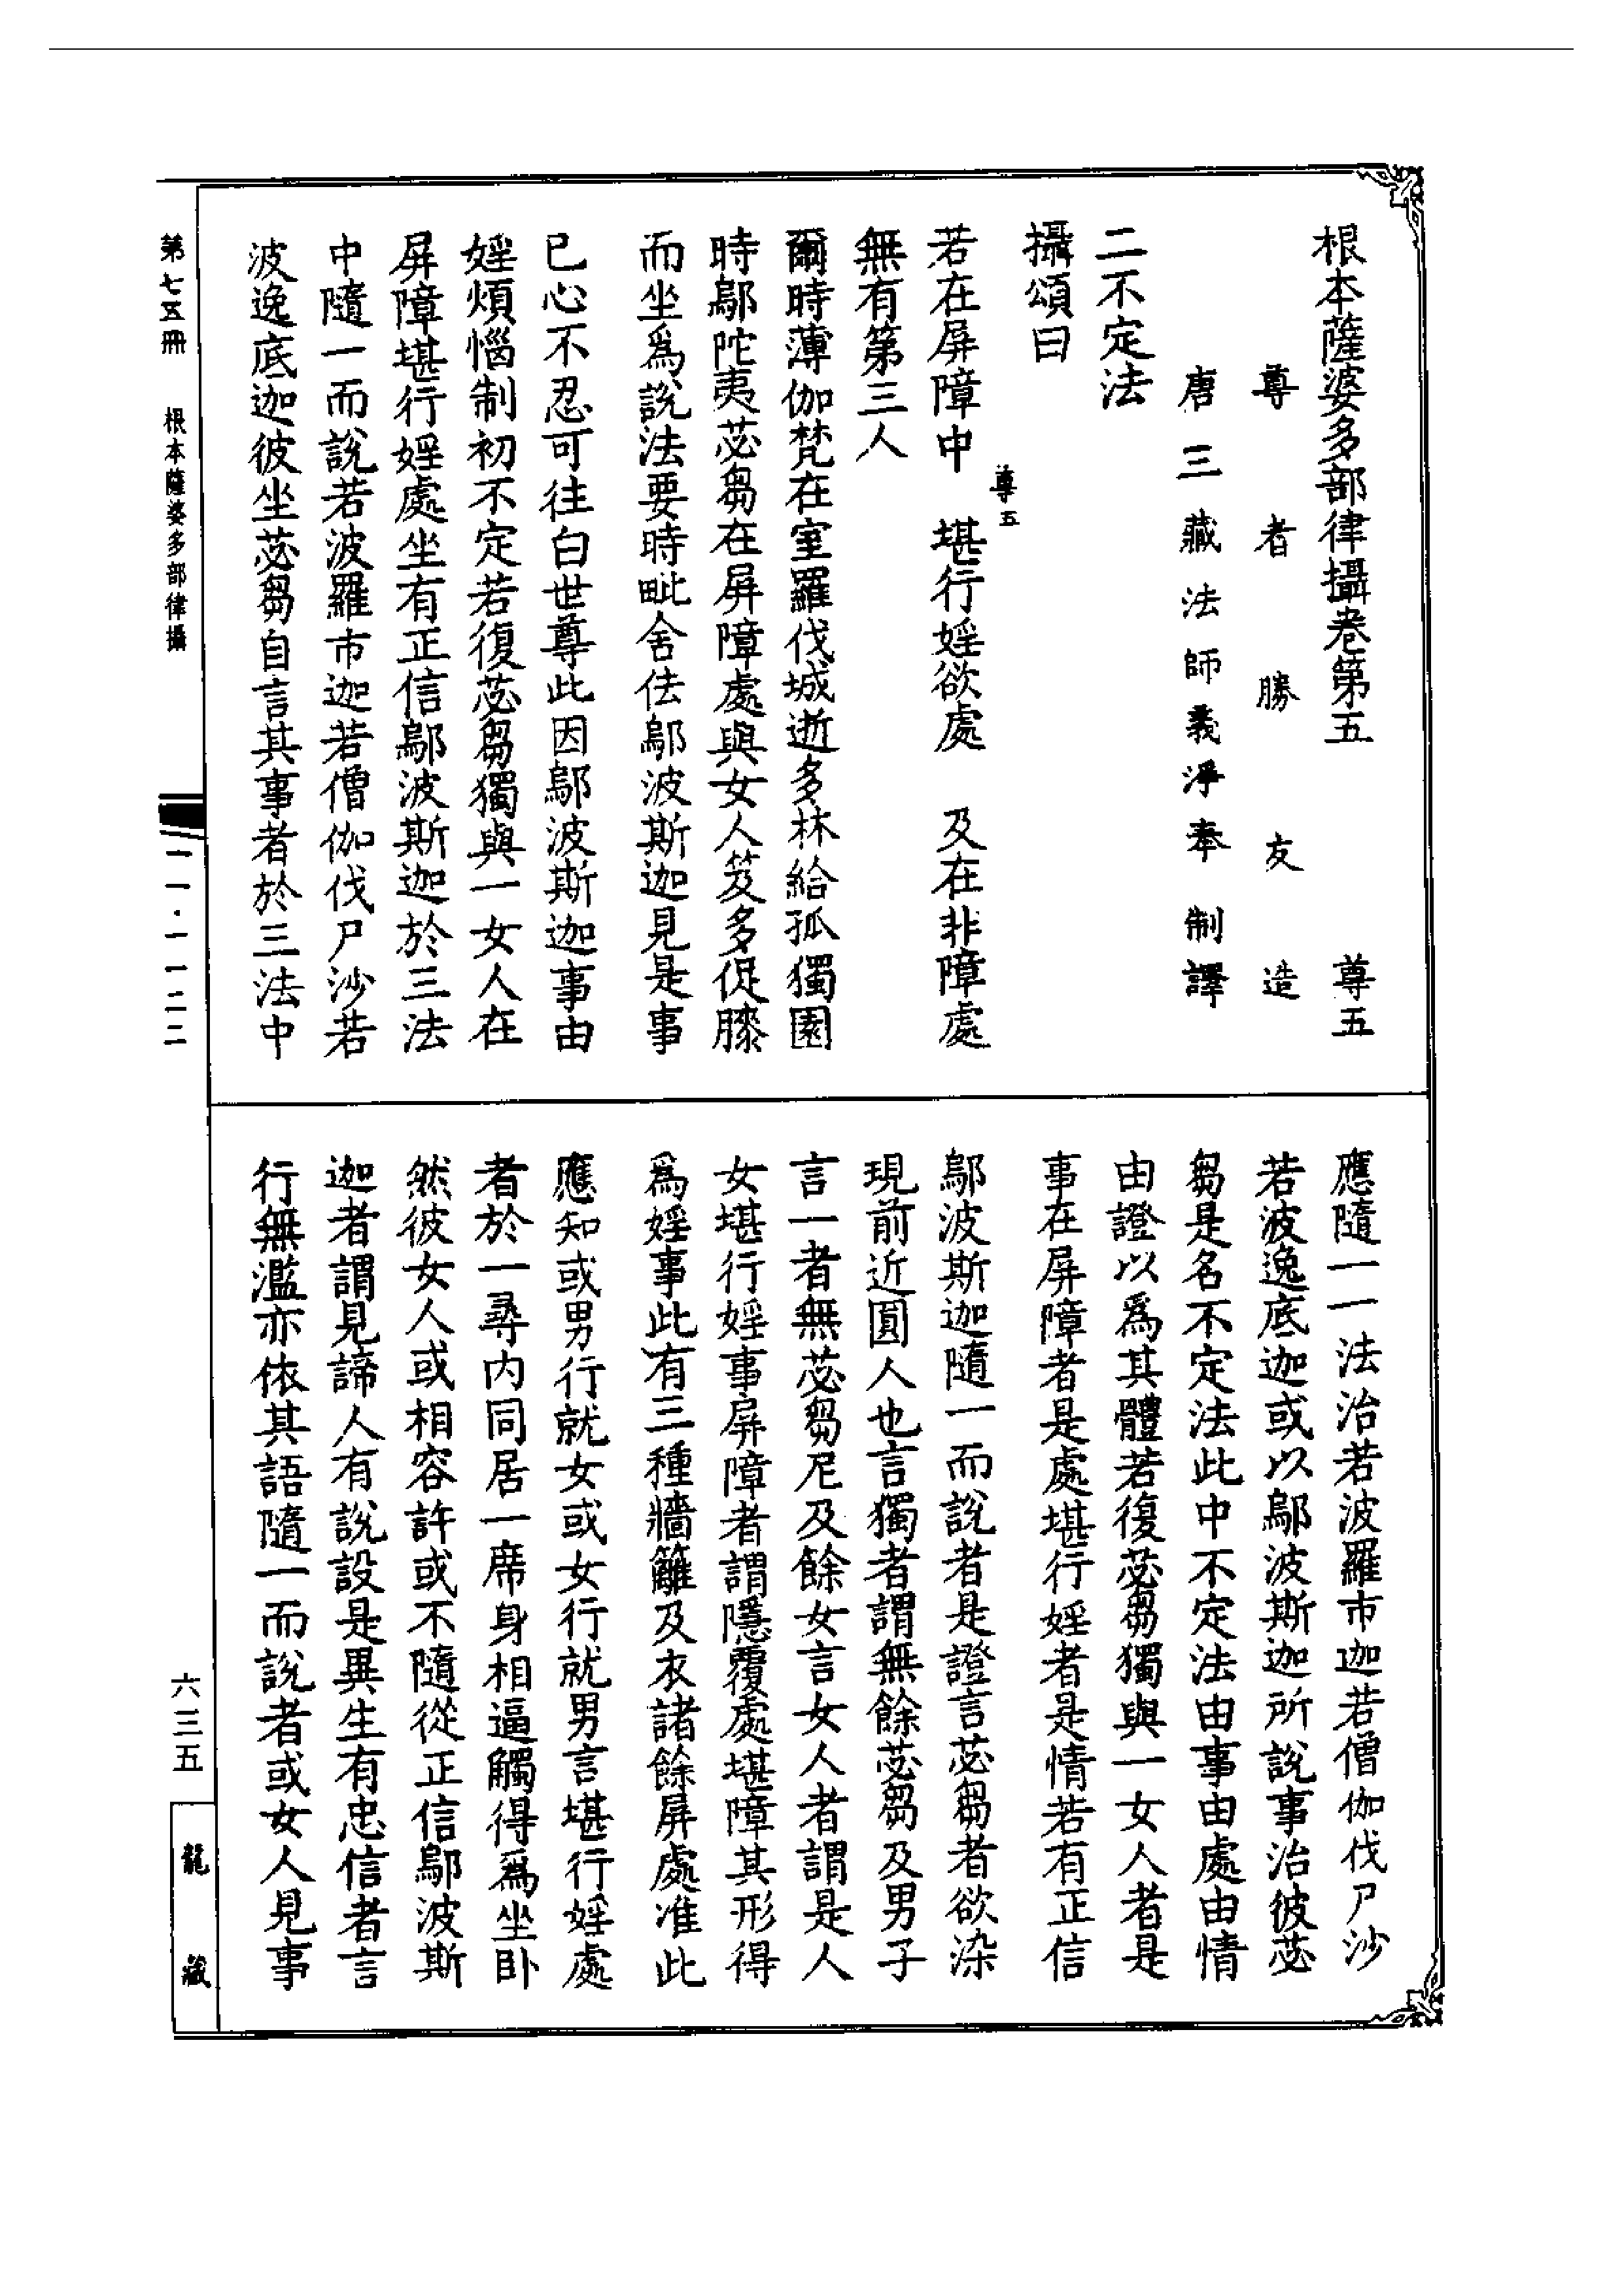 根本薩婆多部律攝卷第五　尊五
尊者勝友造
唐三藏法師義淨奉制譯
二不定法
攝頌曰
尊五
若在屏障中　堪行婬欲處　及在非障處
無有第三人
爾時薄伽梵在室羅伐城逝多林給孤獨園
時鄔陀夷苾芻在屏障處與女人笈多促膝
而坐爲說法要時毗舍佉鄔波斯迦見是事
已心不忍可往白世尊此因鄔波斯迦事由
婬煩惱制初不定若復苾芻獨與一女人在
屏障堪行婬處坐有正信鄔波斯迦於三法
中隨一而說若波羅市迦若僧伽伐尸沙若
波逸底迦彼坐苾芻自言其事者於三法中
應隨一一法治若波羅市迦若僧伽伐尸沙
若波逸底迦或以鄔波斯迦所說事治彼苾
芻是名不定法此中不定法由事由處由情
由證以爲其體若復苾芻獨與一女人者是
事在屏障者是處堪行婬者是情若有正信
鄔波斯迦隨一而說者是證言苾芻者欲染
現前近圓人也言獨者謂無餘苾芻及男子
言一者無苾芻尼及餘女言女人者謂是人
女堪行婬事屏障者謂隱覆處堪障其形得
爲婬事此有三種牆籬及衣諸餘屏處准此
應知或男行就女或女行就男言堪行婬處
者於一尋內同居一席身相逼觸得爲坐卧
然彼女人或相容許或不隨從正信鄔波斯
迦者謂見諦人有說設是異生有忠信者言
行無濫亦依其語隨一而說者或女人見事
第七五冊　根本薩婆多部律攝
一一·一一二二
六三五
龍藏